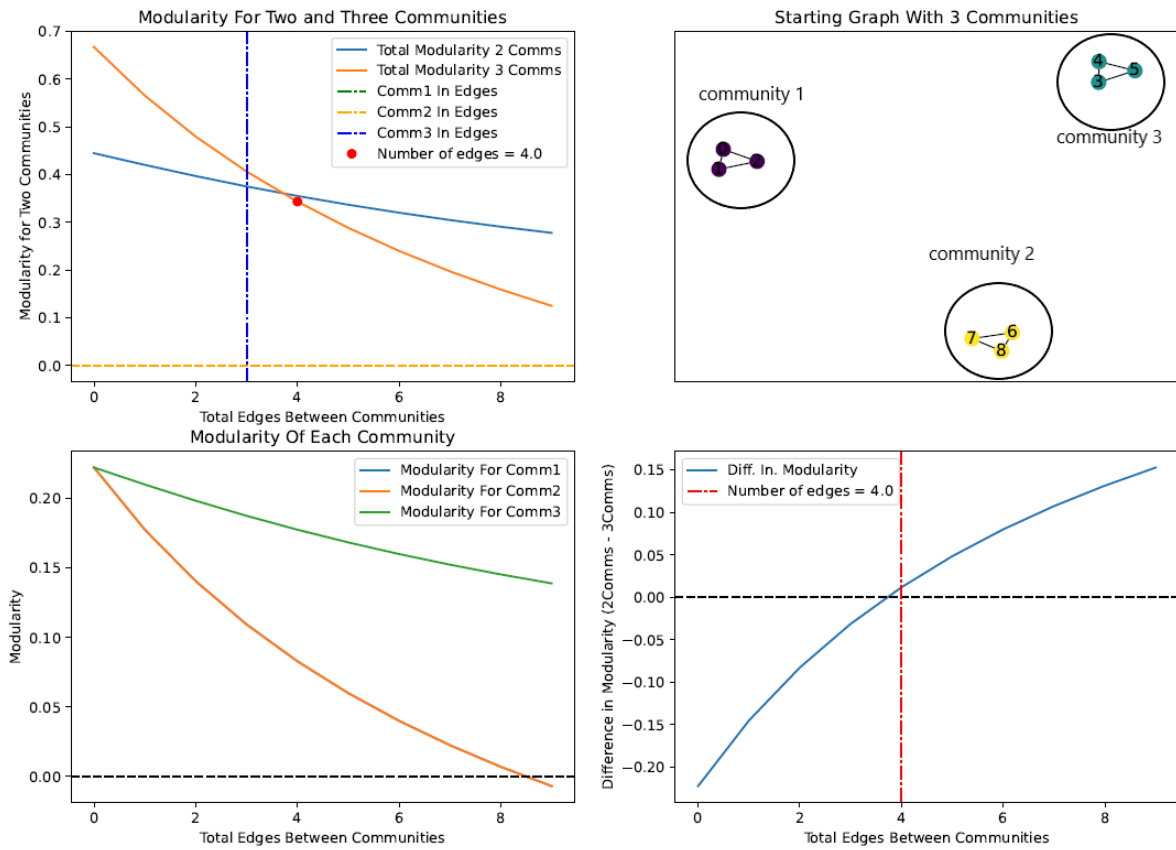 Modularity For Two and Three Communities
Modularity for Two Communities
0.7
0.6
0.5
0.4
0.3
0.2
0.1
0.0
Total Modularity 2 Comms
Total Modularity 3 Comms
Comm1 In Edges
Comm2 In Edges
Comm3 In Edges
Number of edges = 4.0
0 2 4 6 8
Total Edges Between Communities
Starting Graph With 3 Communities
community 1
0
1
2
4
5
3
community 3
community 2
7
6
8
Modularity Of Each Community
Modularity
0.20
0.15
0.10
0.05
0.00
Modularity For Comm1
Modularity For Comm2
Modularity For Comm3
0 2 4 6 8
Total Edges Between Communities
Difference in Modularity (2Comms - 3Comms)
0.15
0.10
0.05
0.00
−0.05
−0.10
−0.15
−0.20
Diff. In. Modularity
Number of edges = 4.0
0 2 4 6 8
Total Edges Between Communities